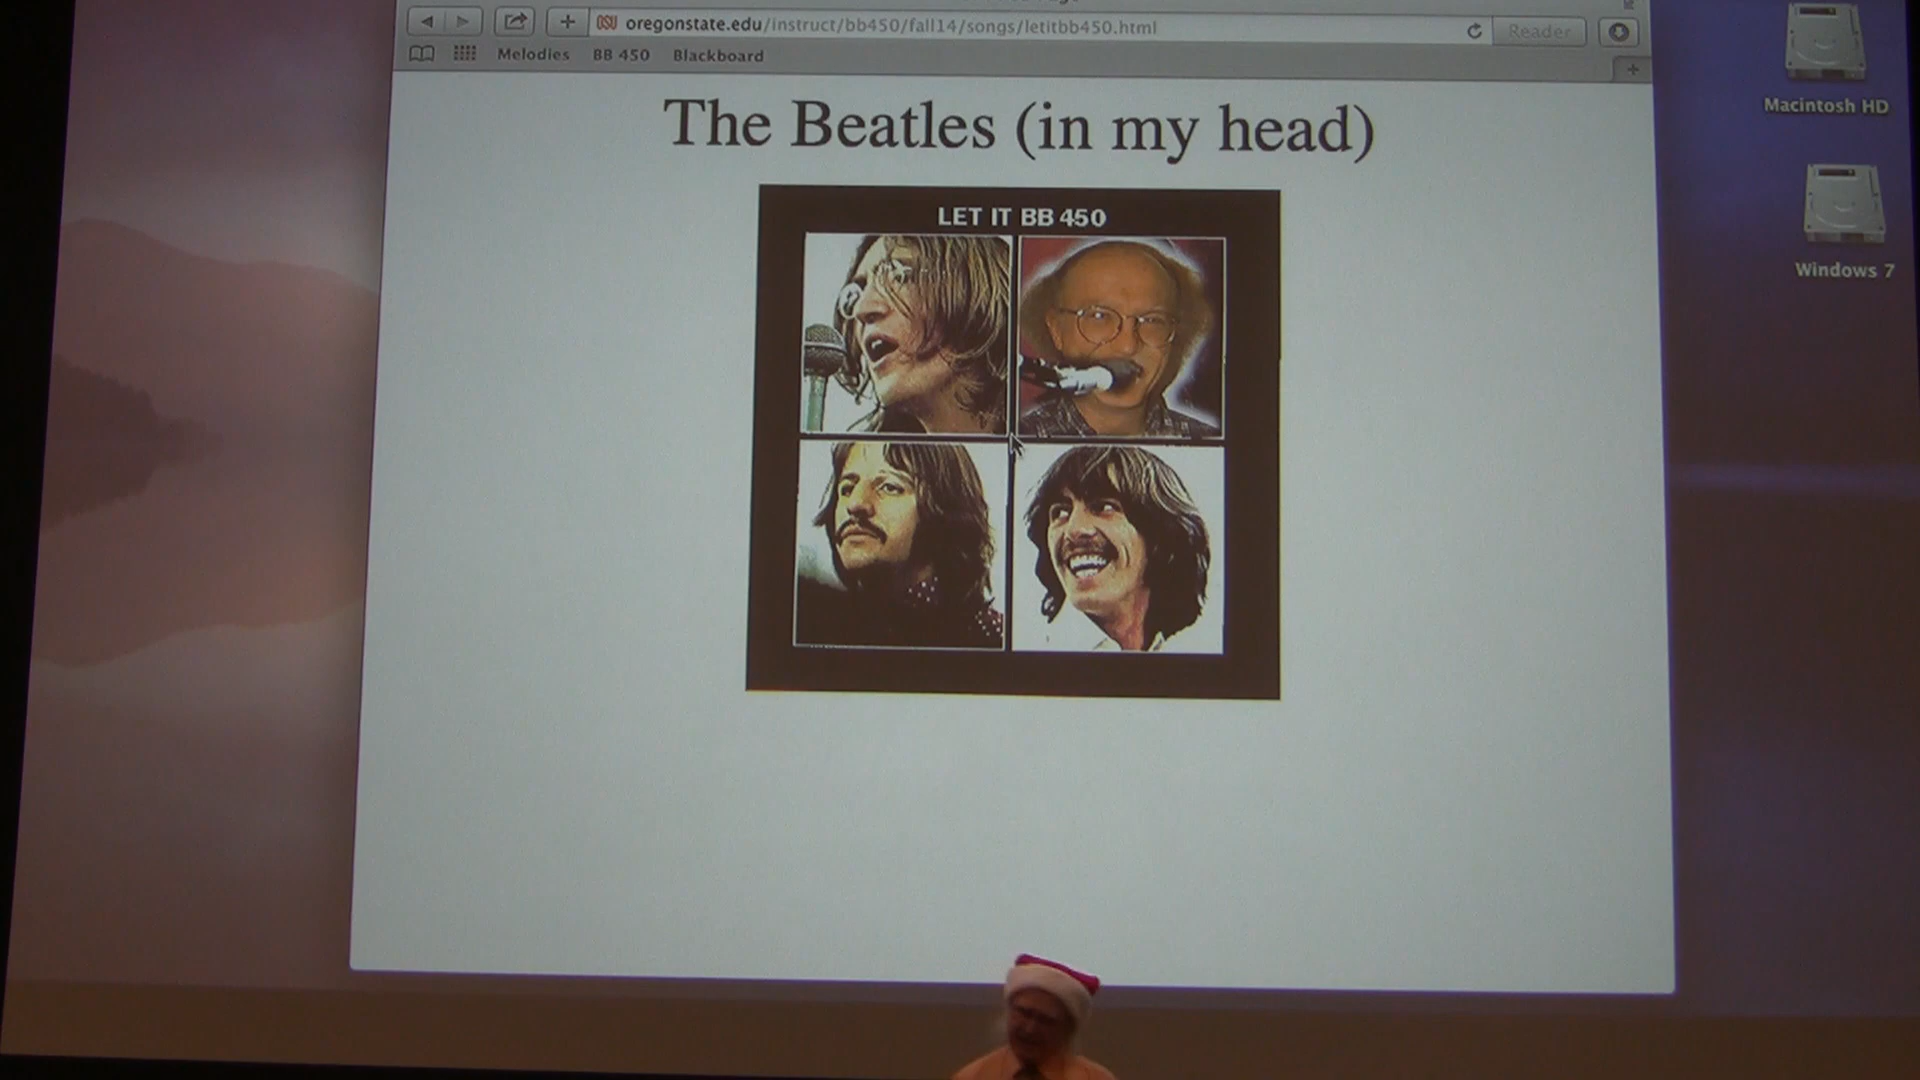 oregonstate.edu/instruct/bb450/fall14/songs/letitbb450.html
Reader
Melodies BB 450 Blackboard
Macintosh HD
The Beatles (in my head)
LET IT BB 450
Windows 7